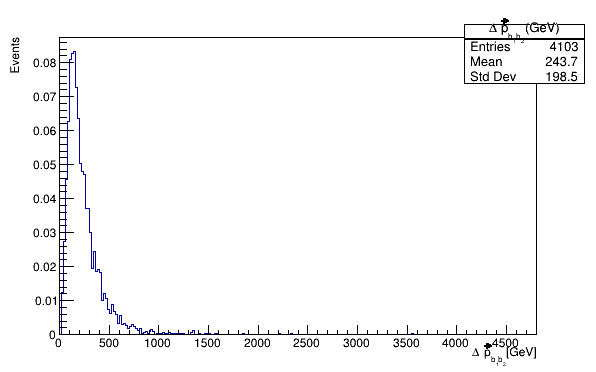 Δ p⃗ b₁b₂ (GeV)
Entries 4103
Mean 243.7
Std Dev 198.5
Events
0.08
0.07
0.06
0.05
0.04
0.03
0.02
0.01
0
0 500 1000 1500 2000 2500 3000 3500 4000 4500
Δ p⃗ b₁b₂ [GeV]